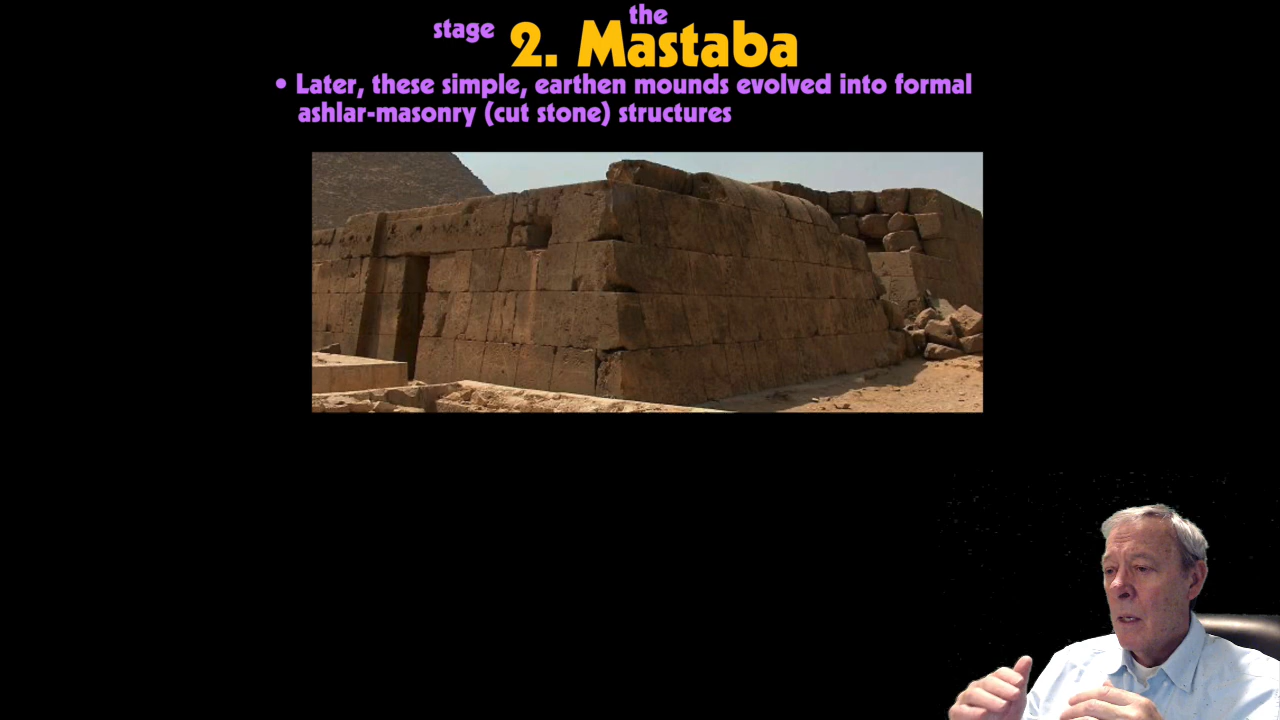 stage
the
2. Mastaba
• Later, these simple, earthen mounds evolved into formal
ashlar-masonry (cut stone) structures